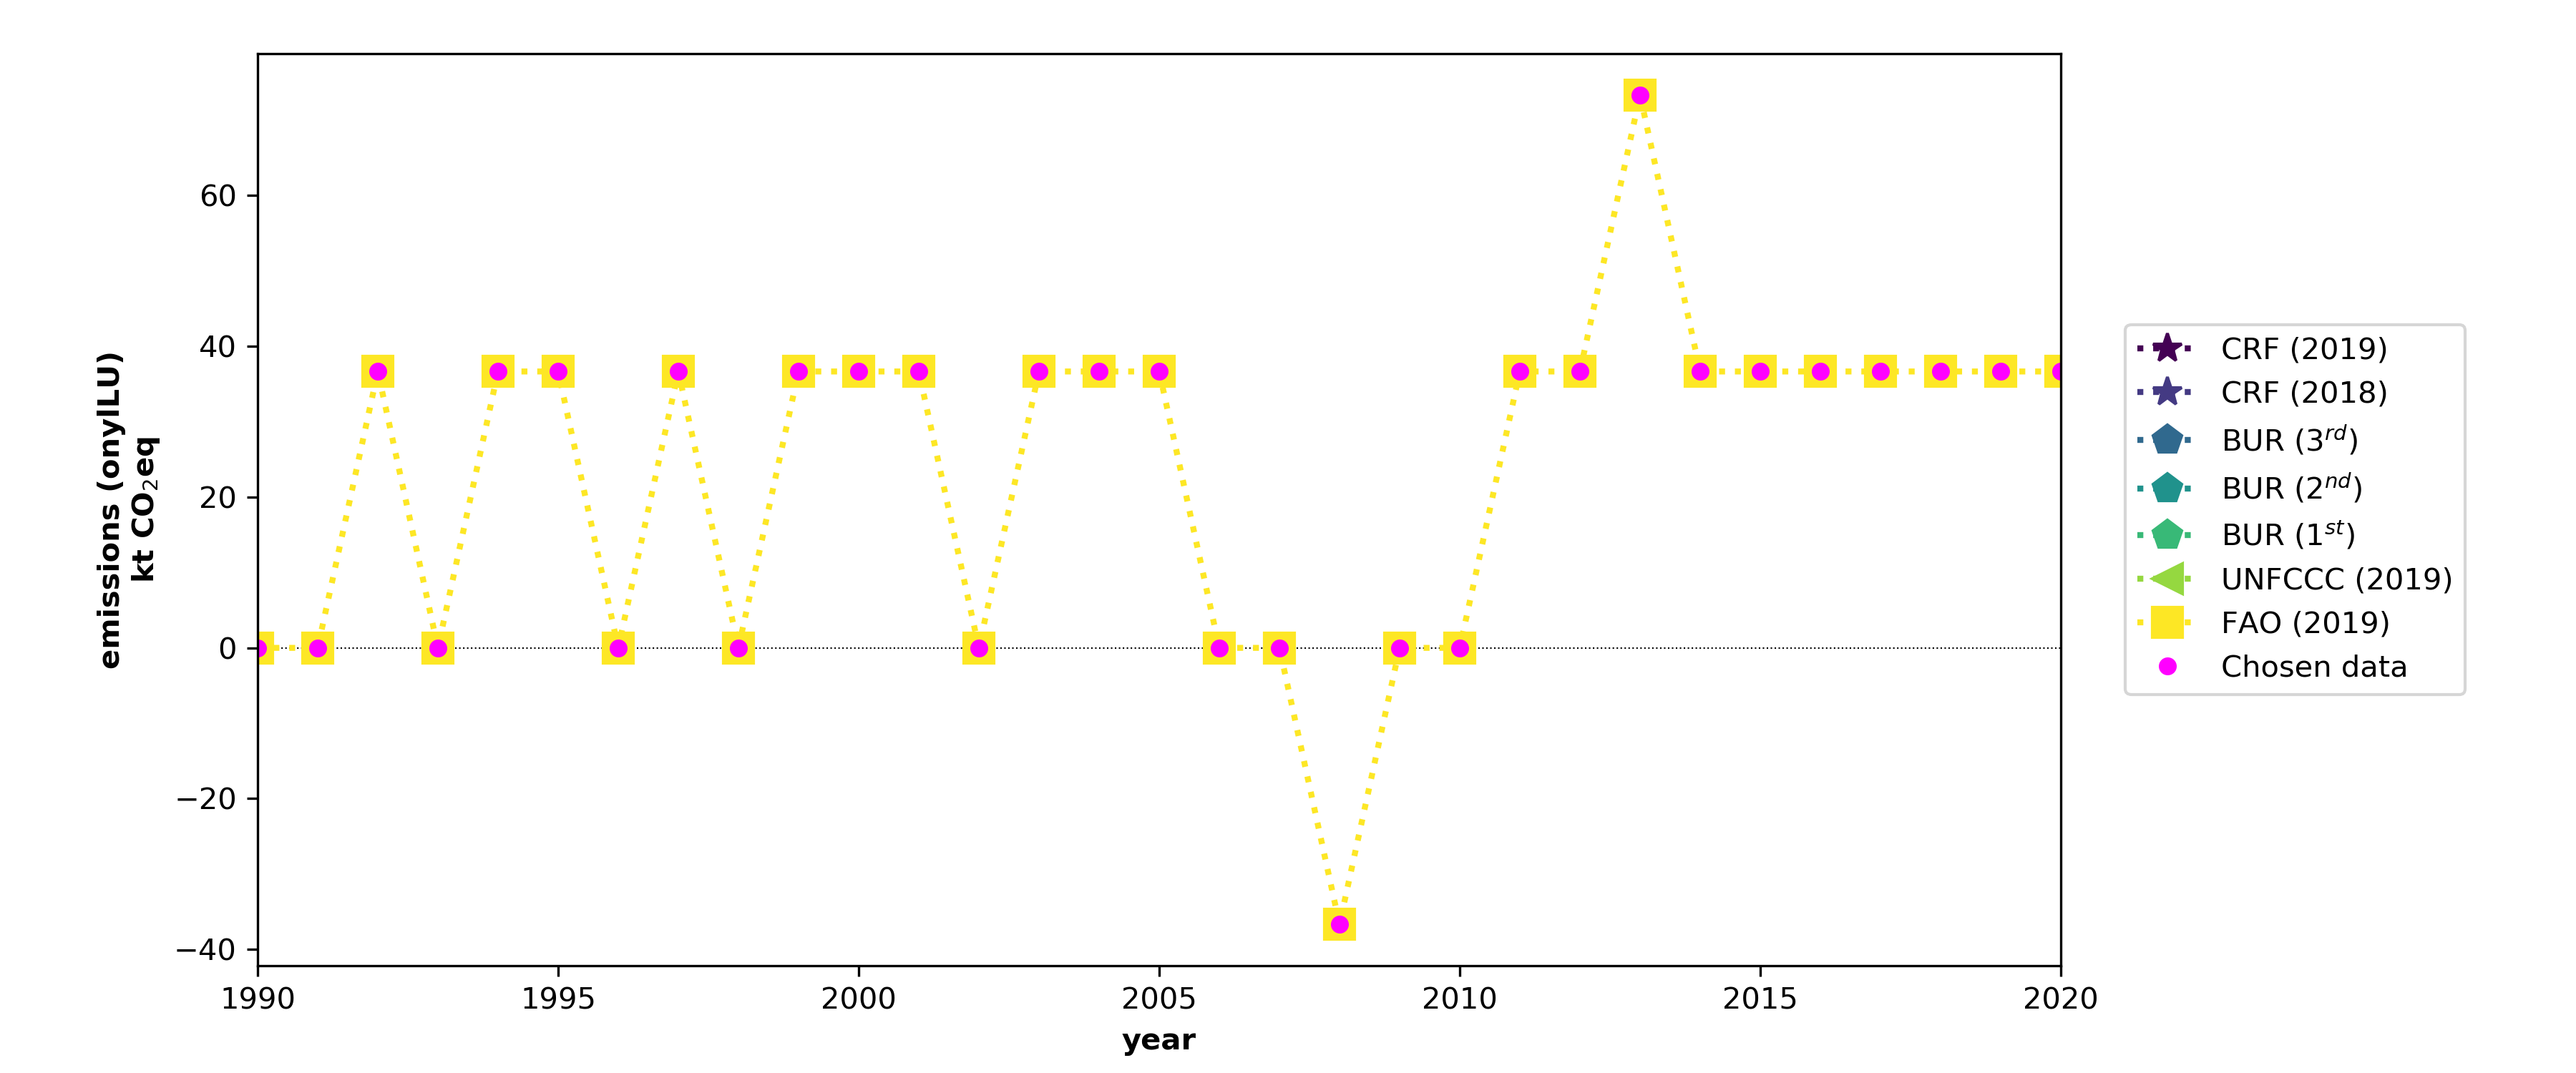 emissions (onylLU)
kt CO₂eq
60
40
20
0
−20
−40
1990 1995 2000 2005 2010 2015 2020
year
CRF (2019)
CRF (2018)
BUR (3ʳᵈ)
BUR (2ⁿᵈ)
BUR (1ˢᵗ)
UNFCCC (2019)
FAO (2019)
Chosen data